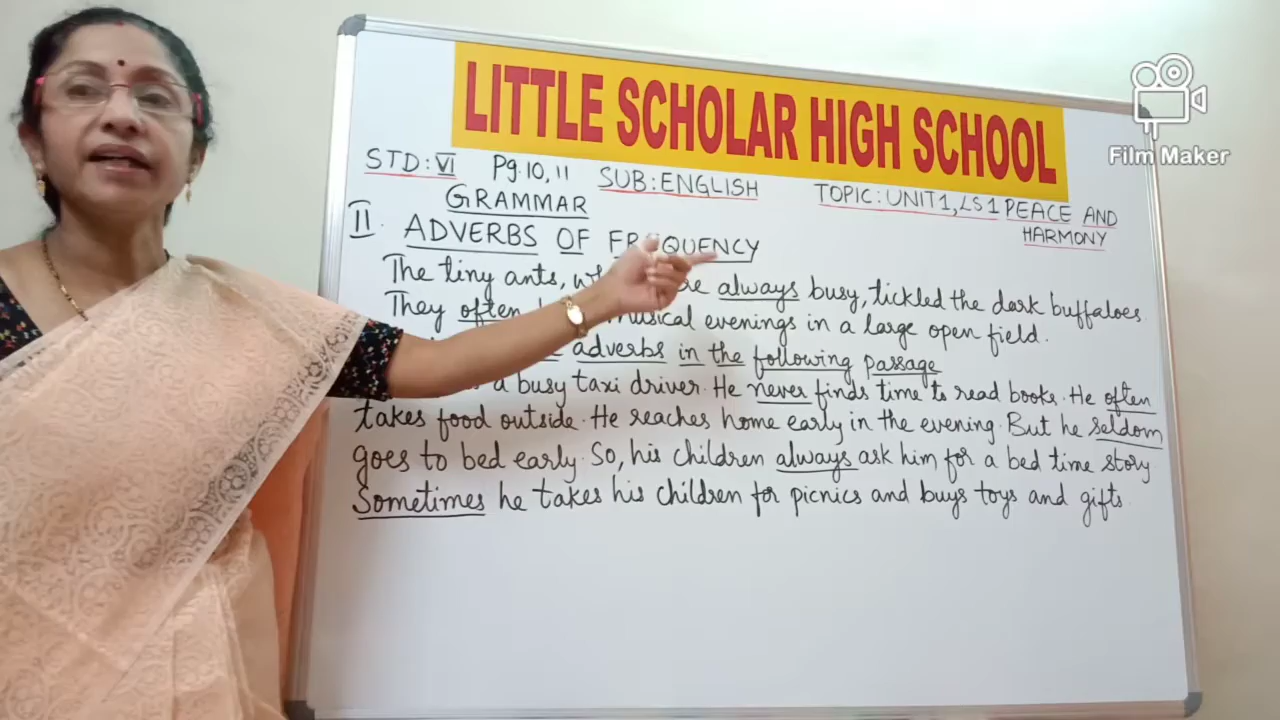 LITTLE SCHOLAR HIGH SCHOOL
Film Maker
STD: VI Pg. 10, 11 SUB: ENGLISH TOPIC: UNIT 1, LS 1 PEACE AND HARMONY
GRAMMAR
II. ADVERBS OF FREQUENCY
The tiny ants, always busy, tickled the dark buffaloes
They often musical evenings in a large open field.
adverbs in the following passage
a busy taxi driver. He never finds time to read books. He often
takes food outside. He reaches home early in the evening. But he seldom
goes to bed early. So, his children always ask him for a bed time story
Sometimes he takes his children for picnics and buys toys and gifts.